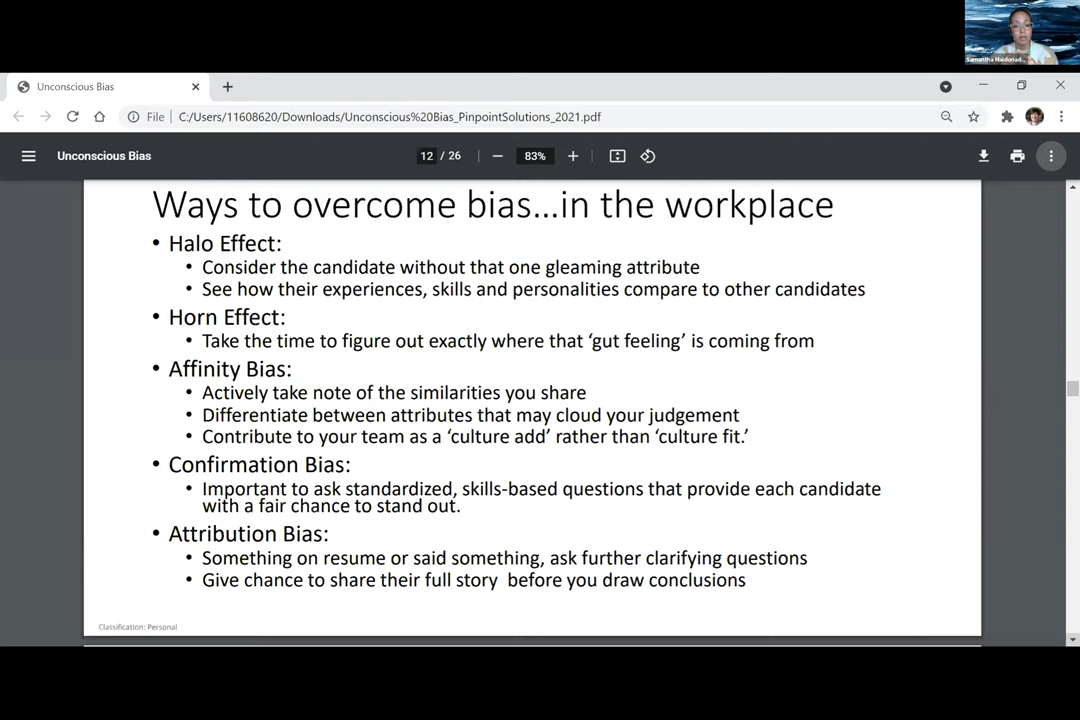 Samantha Maldonad...
Unconscious Bias
File C:/Users/11608620/Downloads/Unconscious%20Bias_PinpointSolutions_2021.pdf
Unconscious Bias
12 / 26
83%
Ways to overcome bias...in the workplace
• Halo Effect:
• Consider the candidate without that one gleaming attribute
• See how their experiences, skills and personalities compare to other candidates
• Horn Effect:
• Take the time to figure out exactly where that ‘gut feeling’ is coming from
• Affinity Bias:
• Actively take note of the similarities you share
• Differentiate between attributes that may cloud your judgement
• Contribute to your team as a ‘culture add’ rather than ‘culture fit.’
• Confirmation Bias:
• Important to ask standardized, skills-based questions that provide each candidate
with a fair chance to stand out.
• Attribution Bias:
• Something on resume or said something, ask further clarifying questions
• Give chance to share their full story  before you draw conclusions
Classification: Personal